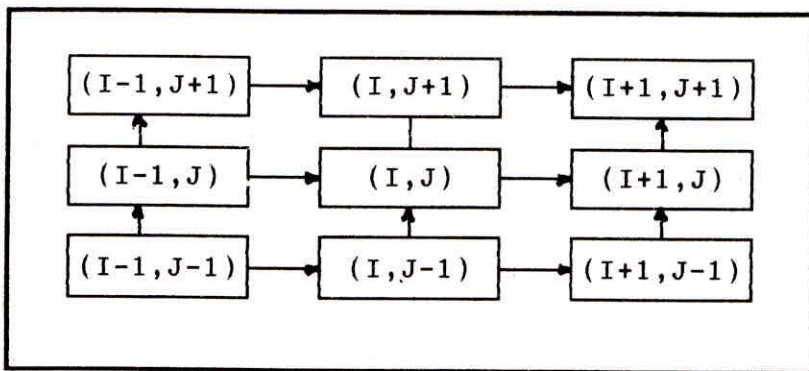 (I-1,J+1) (I,J+1) (I+1,J+1)
(I-1,J) (I,J) (I+1,J)
(I-1,J-1) (I,J-1) (I+1,J-1)